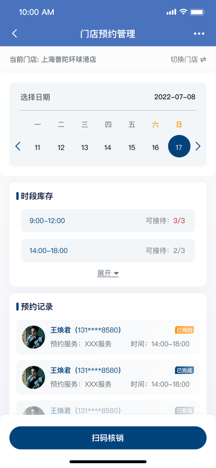 10:00 AM
门店预约管理
当前门店: 上海普陀环球港店 切换门店
选择日期 2022-07-08
一 二 三 四 五 六 日
11 12 13 14 15 16 17
时段库存
9:00-12:00 可接待: 3/3
14:00-18:00 可接待: 2/3
展开
预约记录
王焕君 (131****8580) 已预约
预约服务: XXX服务 时间: 14:00~18:00
王焕君 (131****8580) 已完成
预约服务: XXX服务 时间: 14:00~18:00
王焕君 (131****8580)
扫码核销